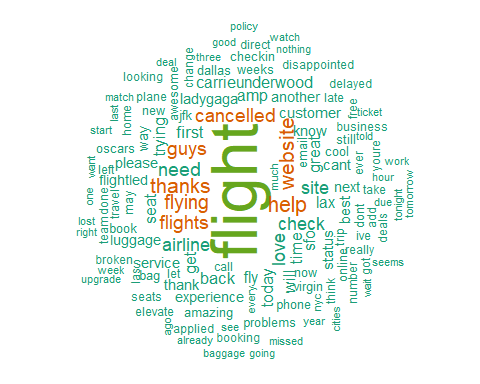 policy
good direct watch
deal three checkin nothing
change
looking dallas weeks disappointed
awesome
carrieunderwood
match plane ladygaga amp another late delayed
last new jfk cancelled customer free ticket
start home first know business
way trying still told
oscars guys website email great cool youre
want please need cant ever work
left flightled thanks much site next take hour
one done travel may seat flying flight help lax best add due
tomorrow
tonight
lost team book flights check dont deals
right luggage airline love time sfo status trip ive
broken service get really
week bag let back fly today will now online got seems
upgrade last thank call virgin think number wait
seats experience every phone nyc
elevate amazing cities
ago applied see problems year
already booking missed
baggage going